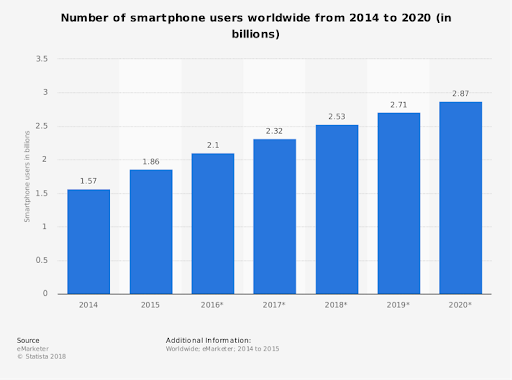 Number of smartphone users worldwide from 2014 to 2020 (in
billions)
3.5
3
2.5
2
1.5
1
0.5
0
Smartphone users in billions
1.57
1.86
2.1
2.32
2.53
2.71
2.87
2014
2015
2016*
2017*
2018*
2019*
2020*
Source
eMarketer
© Statista 2018
Additional Information:
Worldwide; eMarketer; 2014 to 2015